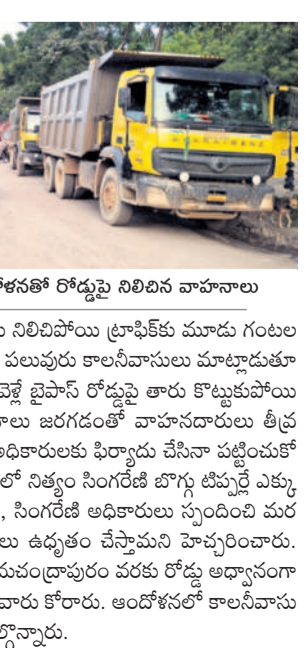 ోళనతో రోడ్డుపై నిలిచిన వాహనాలు
ు నిలిచిపోయి ట్రాఫిక్‌కు మూడు గంటల
పలువురు కాలనీవాసులు మాట్లాడుతూ
వెళ్లే బైపాస్ రోడ్డుపై తారు కొట్టుకుపోయి
ాలు జరగడంతో వాహనదారులు తీవ్ర
అధికారులకు ఫిర్యాదు చేసినా పట్టించుకో
లో నిత్యం సింగరేణి బొగ్గు టిప్పర్లే ఎక్కు
, సింగరేణి అధికారులు స్పందించి మర
లు ఉధృతం చేస్తామని హెచ్చరించారు.
మచంద్రాపురం వరకు రోడ్డు అధ్వానంగా
వారు కోరారు. ఆందోళనలో కాలనీవాసు
ల్గొన్నారు.